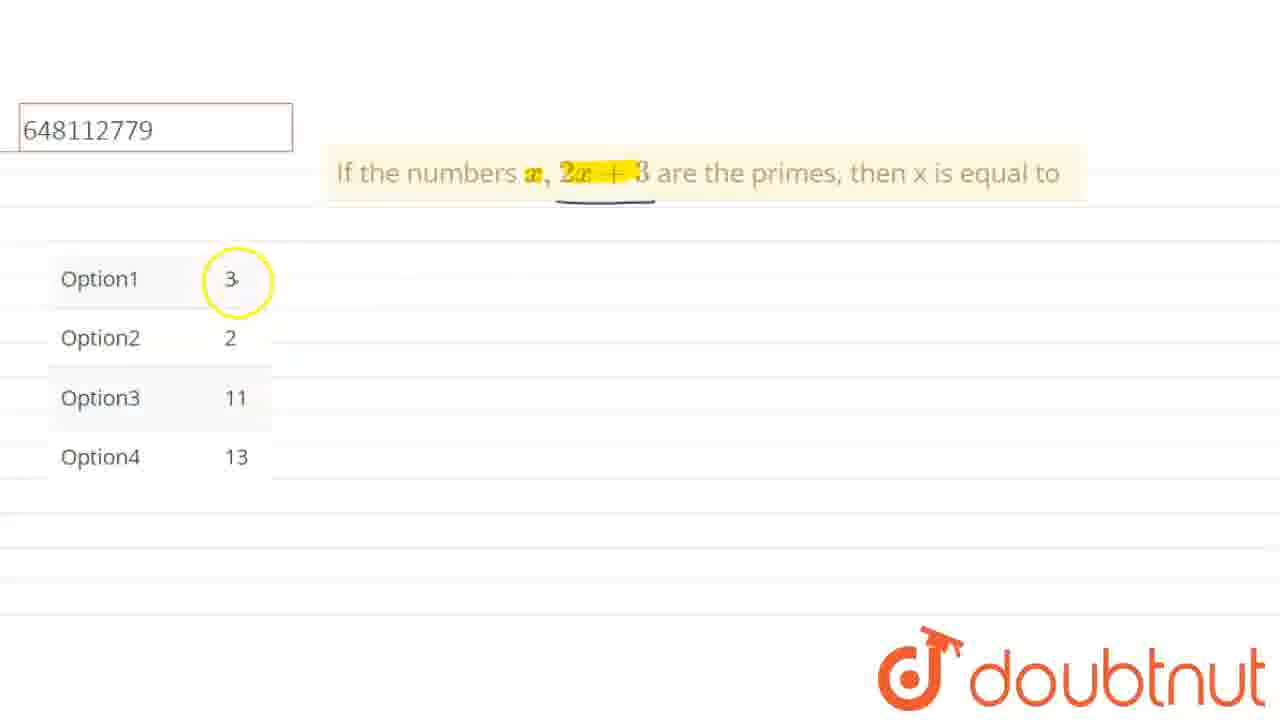 648112779
If the numbers x, 2x + 3 are the primes, then x is equal to
Option1 3
Option2 2
Option3 11
Option4 13
doubtnut